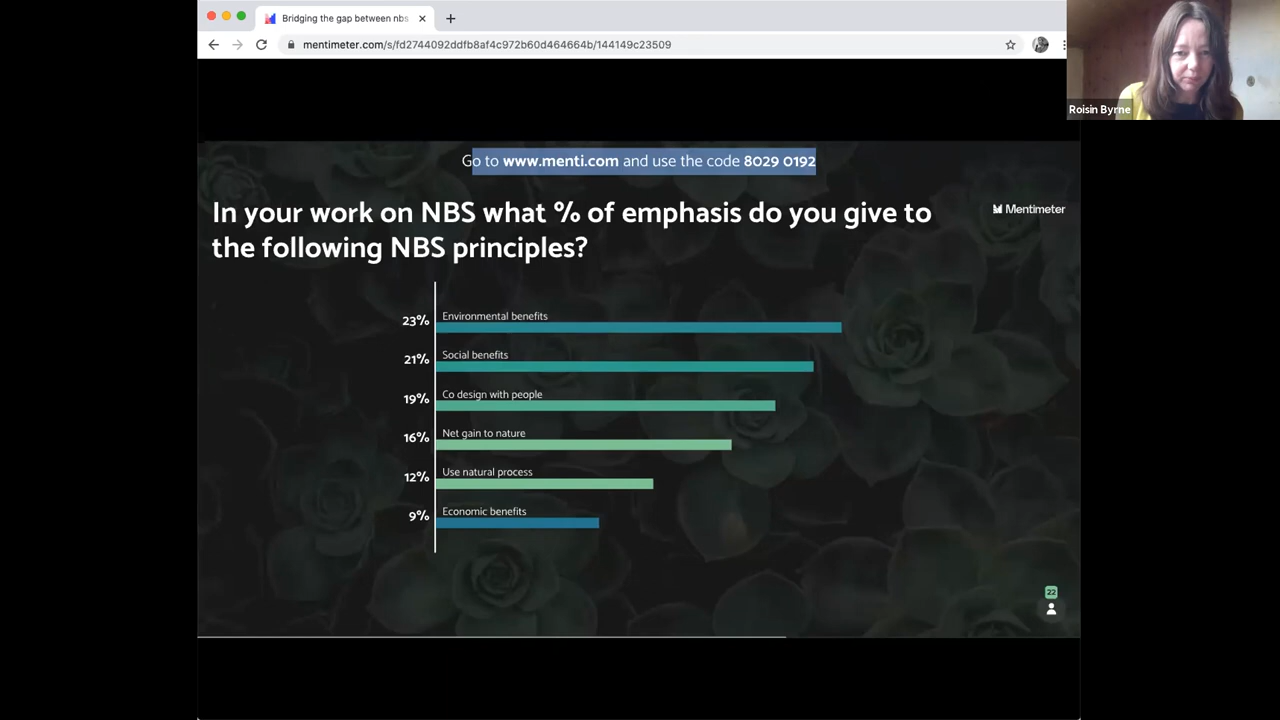 Bridging the gap between nbs
mentimeter.com/s/fd2744092ddfb8af4c972b60d464664b/144149c23509
Roisin Byrne
Go to www.menti.com and use the code 8029 0192
In your work on NBS what % of emphasis do you give to
the following NBS principles?
Mentimeter
23% Environmental benefits
21% Social benefits
19% Co design with people
16% Net gain to nature
12% Use natural process
9% Economic benefits
22